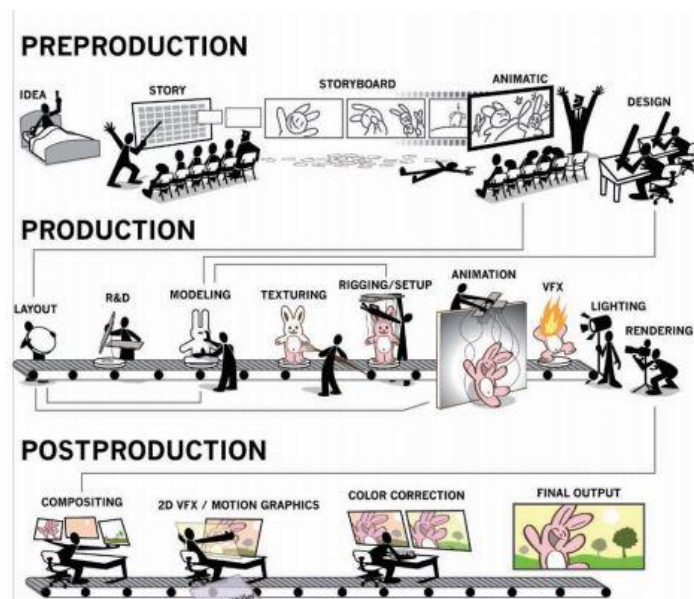 PREPRODUCTION
IDEA
STORY
STORYBOARD
ANIMATIC
DESIGN
PRODUCTION
LAYOUT
R&D
MODELING
TEXTURING
RIGGING/SETUP
ANIMATION
VFX
LIGHTING
RENDERING
POSTPRODUCTION
COMPOSITING
2D VFX / MOTION GRAPHICS
COLOR CORRECTION
FINAL OUTPUT